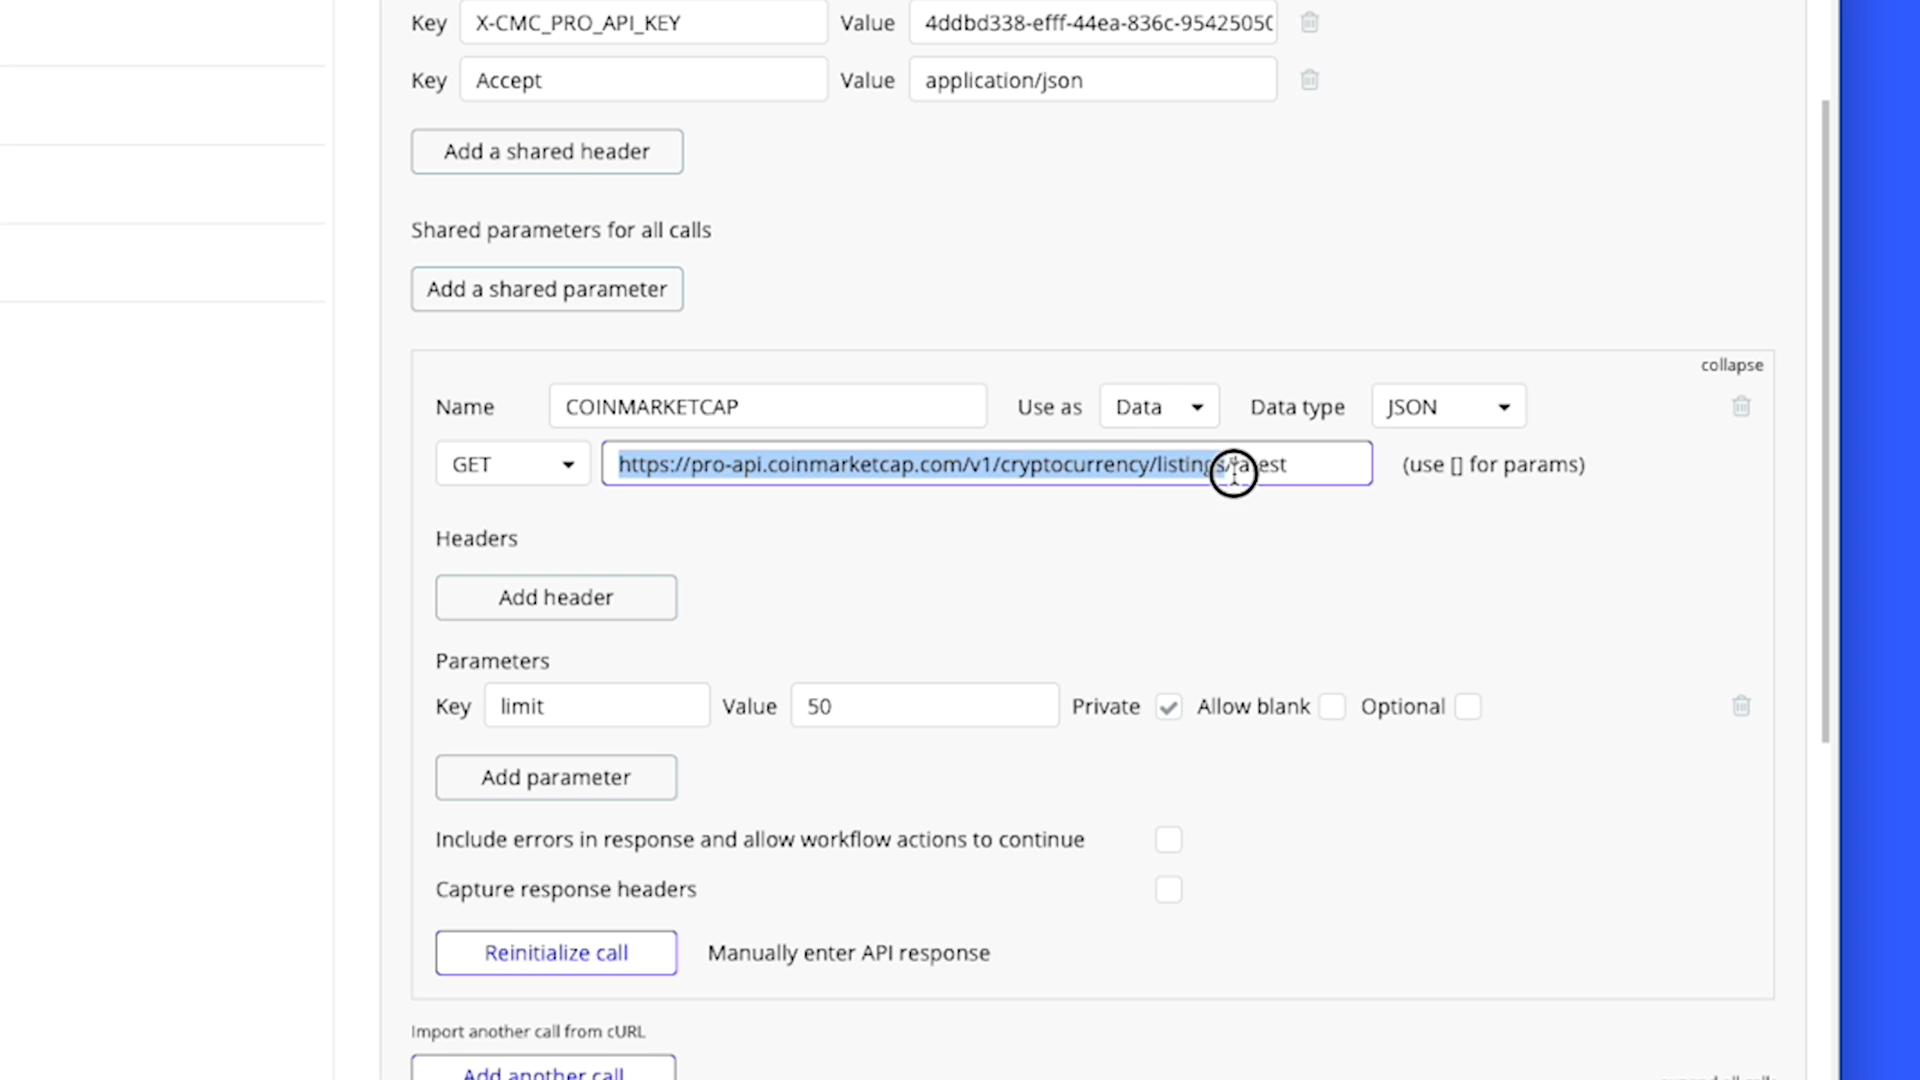 Key X-CMC_PRO_API_KEY Value 4ddbd338-efff-44ea-836c-9542505C
Key Accept Value application/json
Add a shared header
Shared parameters for all calls
Add a shared parameter
collapse
Name COINMARKETCAP Use as Data Data type JSON
GET https://pro-api.coinmarketcap.com/v1/cryptocurrency/listings/latest (use [] for params)
Headers
Add header
Parameters
Key limit Value 50 Private Allow blank Optional
Add parameter
Include errors in response and allow workflow actions to continue
Capture response headers
Reinitialize call Manually enter API response
Import another call from cURL
Add another call